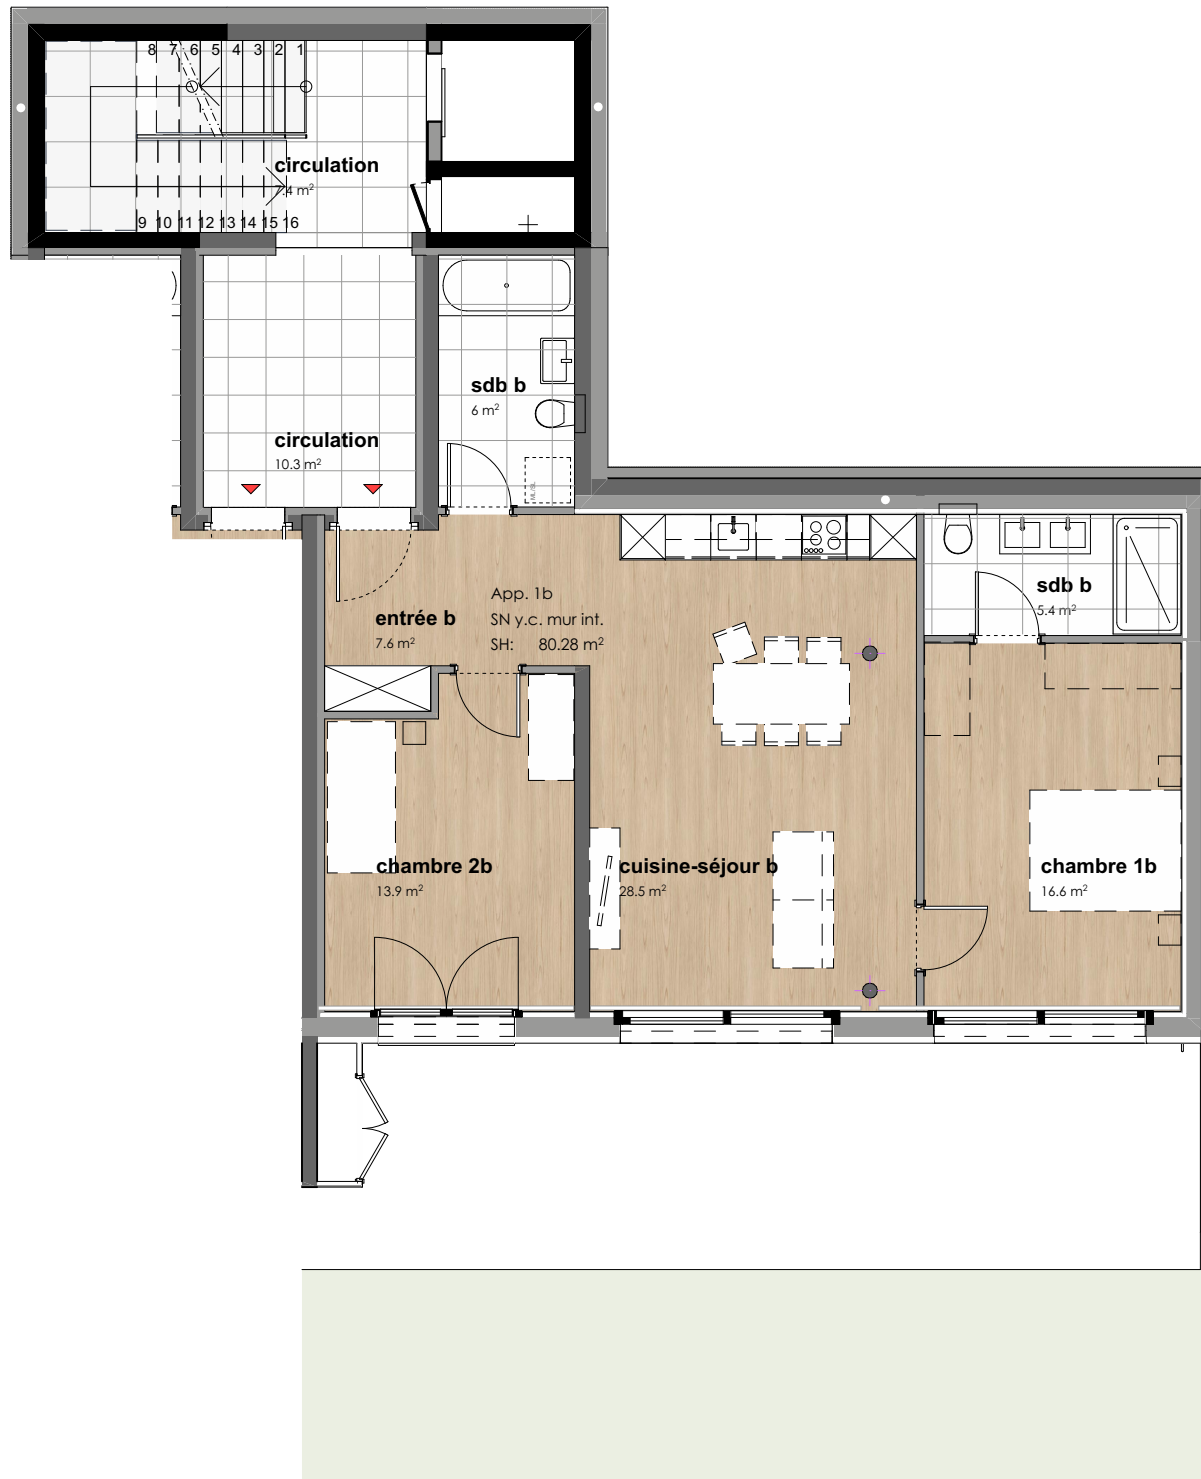 8 7 6 5 4 3 2 1
circulation
7.4 m²
9 10 11 12 13 14 15 16
sdb b
6 m²
circulation
10.3 m²
App. 1b
SN y.c. mur int.
SH: 80.28 m²
entrée b
7.6 m²
sdb b
5.4 m²
chambre 2b
13.9 m²
cuisine-séjour b
28.5 m²
chambre 1b
16.6 m²